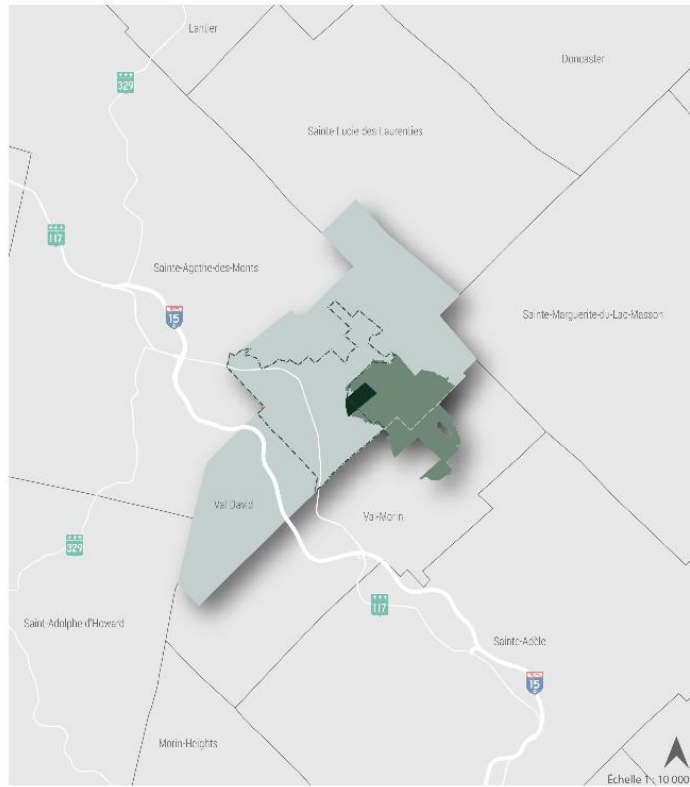 Lantier
Doncaster
329
Sainte-Lucie-des-Laurenties
117
Sainte-Agathe-des-Monts
15
Sainte-Marguerite-du-Lac-Masson
Val-David
Val-Morin
329
117
Saint-Adolphe d'Howard
Sainte-Adèle
15
Morin-Heights
Échelle 1 : 10 000